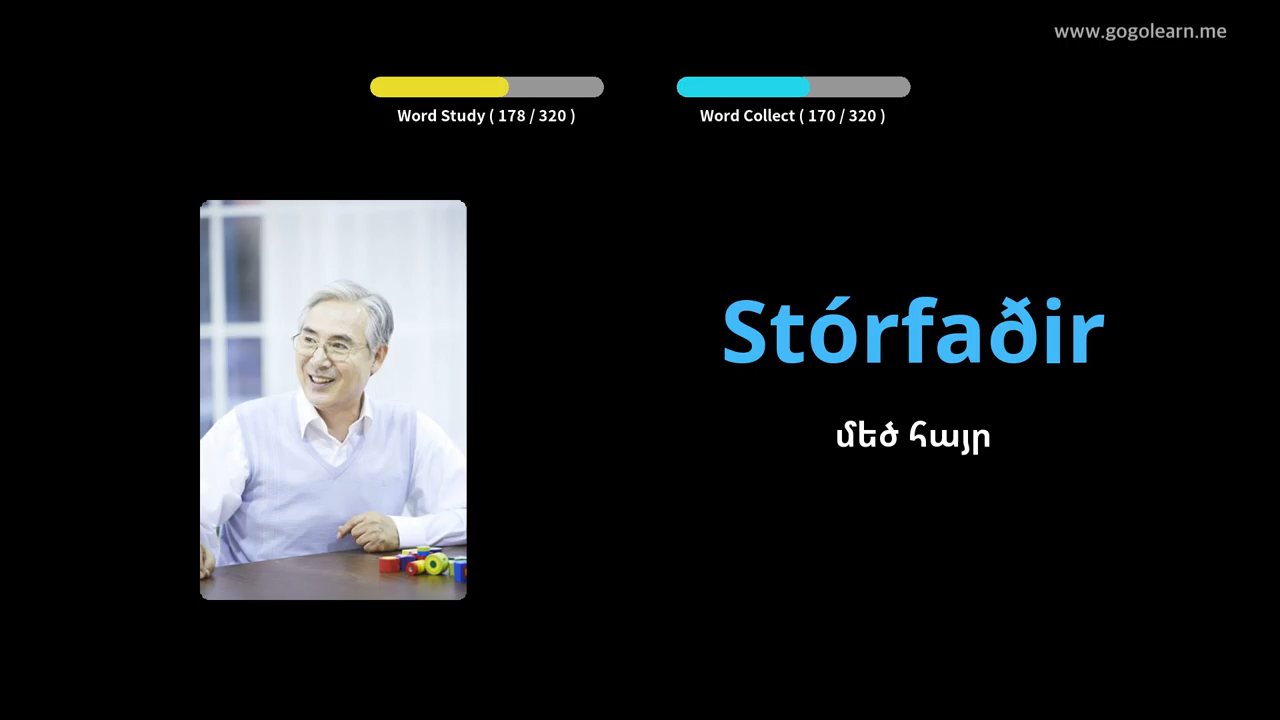 www.gogolearn.me
Word Study ( 178 / 320 )
Word Collect ( 170 / 320 )
Stórfaðir
մեծ հայր